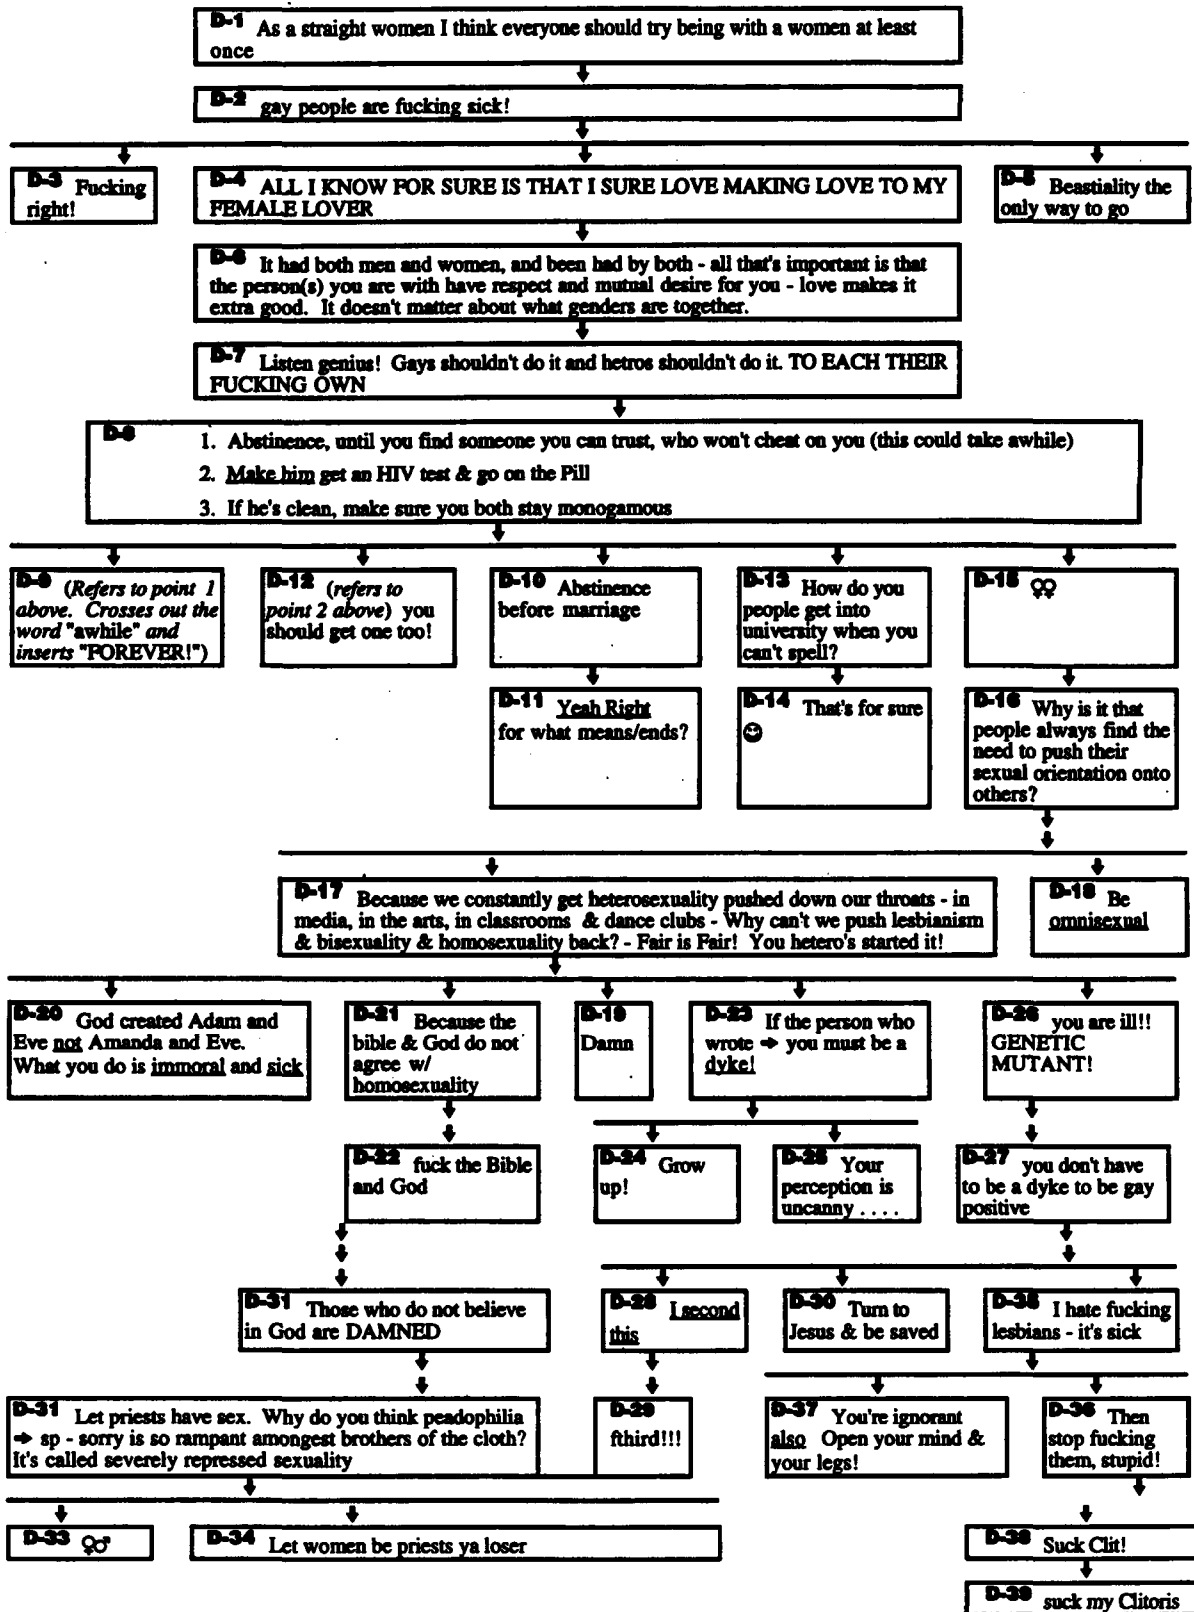 D-1 As a straight women I think everyone should try being with a women at least
once
D-2 gay people are fucking sick!
D-3 Fucking
right!
D-4 ALL I KNOW FOR SURE IS THAT I SURE LOVE MAKING LOVE TO MY
FEMALE LOVER
D-5 Beastiality the
only way to go
D-6 It had both men and women, and been had by both - all that's important is that
the person(s) you are with have respect and mutual desire for you - love makes it
extra good. It doesn't matter about what genders are together.
D-7 Listen genius! Gays shouldn't do it and hetros shouldn't do it. TO EACH THEIR
FUCKING OWN
D-8
1. Abstinence, until you find someone you can trust, who won't cheat on you (this could take awhile)
2. Make him get an HIV test & go on the Pill
3. If he's clean, make sure you both stay monogamous
D-9 (Refers to point 1
above. Crosses out the
word "awhile" and
inserts "FOREVER!")
D-12 (refers to
point 2 above) you
should get one too!
D-10 Abstinence
before marriage
D-13 How do you
people get into
university when you
can't spell?
D-15 ♀♀
D-11 Yeah Right
for what means/ends?
D-14 That's for sure
☺
D-16 Why is it that
people always find the
need to push their
sexual orientation onto
others?
D-17 Because we constantly get heterosexuality pushed down our throats - in
media, in the arts, in classrooms & dance clubs - Why can't we push lesbianism
& bisexuality & homosexuality back? - Fair is Fair! You hetero's started it!
D-18 Be
omnisexual
D-20 God created Adam and
Eve not Amanda and Eve.
What you do is immoral and sick
D-21 Because the
bible & God do not
agree w/
homosexuality
D-19
Damn
D-23 If the person who
wrote ➔ you must be a
dyke!
D-26 you are ill!!
GENETIC
MUTANT!
D-22 fuck the Bible
and God
D-24 Grow
up!
D-25 Your
perception is
uncanny . . . .
D-27 you don't have
to be a dyke to be gay
positive
D-31 Those who do not believe
in God are DAMNED
D-28 I second
this
D-30 Turn to
Jesus & be saved
D-35 I hate fucking
lesbians - it's sick
D-31 Let priests have sex. Why do you think peadophilia
➔ sp - sorry is so rampant amongest brothers of the cloth?
It's called severely repressed sexuality
D-29
fthird!!!
D-37 You're ignorant
also Open your mind &
your legs!
D-36 Then
stop fucking
them, stupid!
D-33 ♀♂
D-34 Let women be priests ya loser
D-38 Suck Clit!
D-39 suck my Clitoris